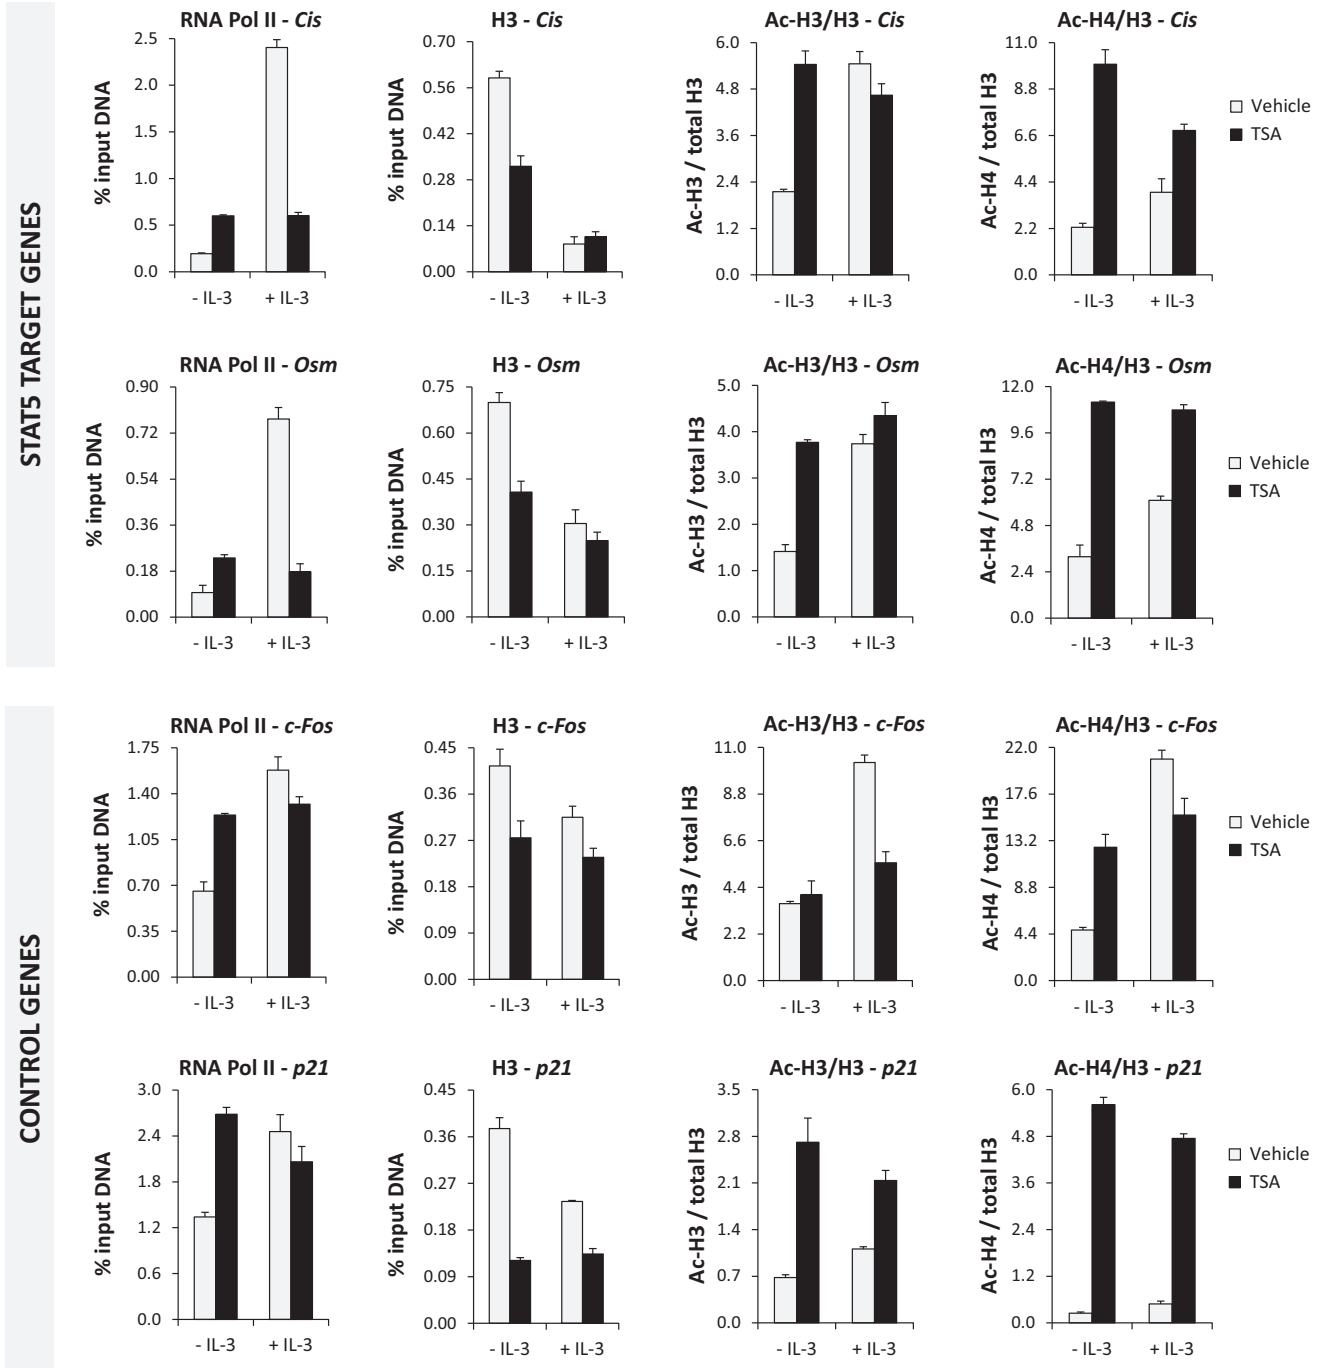 STAT5 TARGET GENES
RNA Pol II - Cis
% input DNA
2.5
2.0
1.5
1.0
0.5
0.0
- IL-3 + IL-3
H3 - Cis
% input DNA
0.70
0.56
0.42
0.28
0.14
0.00
- IL-3 + IL-3
Ac-H3/H3 - Cis
Ac-H3 / total H3
6.0
4.8
3.6
2.4
1.2
0.0
- IL-3 + IL-3
Ac-H4/H3 - Cis
Ac-H4 / total H3
11.0
8.8
6.6
4.4
2.2
0.0
- IL-3 + IL-3
Vehicle
TSA
RNA Pol II - Osm
% input DNA
0.90
0.72
0.54
0.36
0.18
0.00
- IL-3 + IL-3
H3 - Osm
% input DNA
0.75
0.60
0.45
0.30
0.15
0.00
- IL-3 + IL-3
Ac-H3/H3 - Osm
Ac-H3 / total H3
5.0
4.0
3.0
2.0
1.0
0.0
- IL-3 + IL-3
Ac-H4/H3 - Osm
Ac-H4 / total H3
12.0
9.6
7.2
4.8
2.4
0.0
- IL-3 + IL-3
Vehicle
TSA
CONTROL GENES
RNA Pol II - c-Fos
% input DNA
1.75
1.40
1.05
0.70
0.35
0.00
- IL-3 + IL-3
H3 - c-Fos
% input DNA
0.45
0.36
0.27
0.18
0.09
0.00
- IL-3 + IL-3
Ac-H3/H3 - c-Fos
Ac-H3 / total H3
11.0
8.8
6.6
4.4
2.2
0.0
- IL-3 + IL-3
Ac-H4/H3 - c-Fos
Ac-H4 / total H3
22.0
17.6
13.2
8.8
4.4
0.0
- IL-3 + IL-3
Vehicle
TSA
RNA Pol II - p21
% input DNA
3.0
2.4
1.8
1.2
0.6
0.0
- IL-3 + IL-3
H3 - p21
% input DNA
0.45
0.36
0.27
0.18
0.09
0.00
- IL-3 + IL-3
Ac-H3/H3 - p21
Ac-H3 / total H3
3.5
2.8
2.1
1.4
0.7
0.0
- IL-3 + IL-3
Ac-H4/H3 - p21
Ac-H4 / total H3
6.0
4.8
3.6
2.4
1.2
0.0
- IL-3 + IL-3
Vehicle
TSA